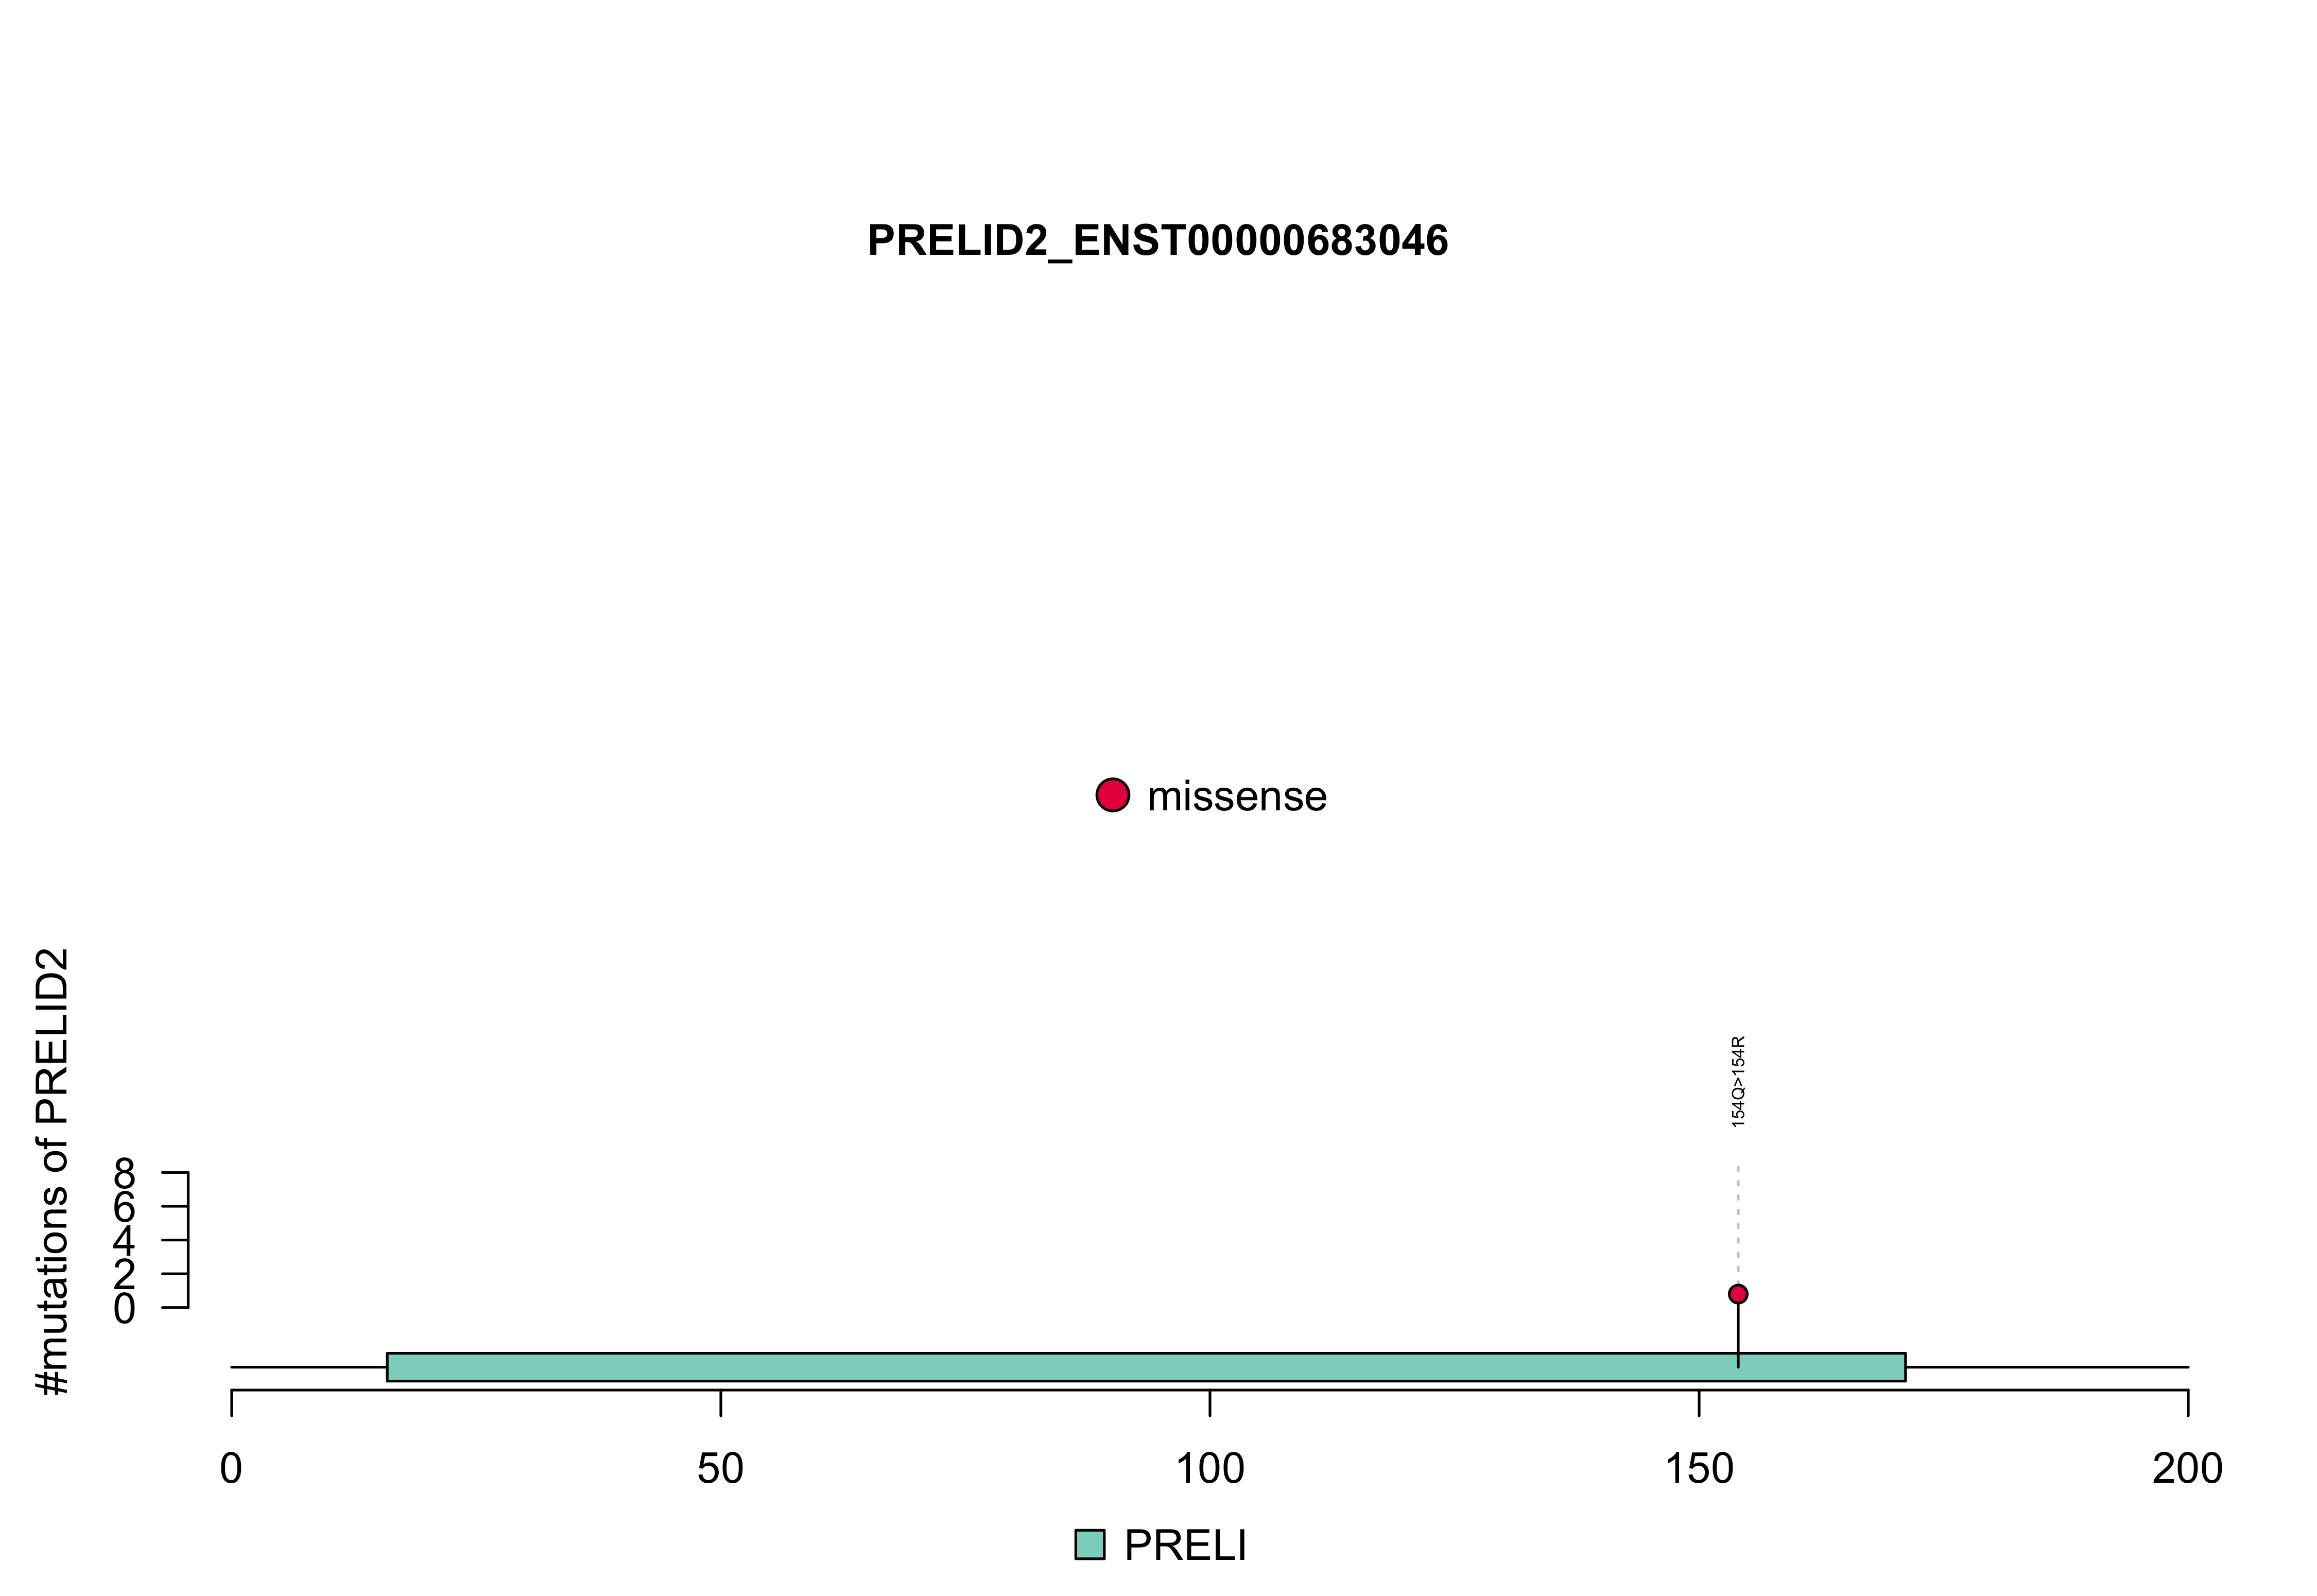 PRELID2_ENST00000683046
missense
#mutations of PRELID2
154Q>154R
8
6
4
2
0
0 50 100 150 200
PRELI